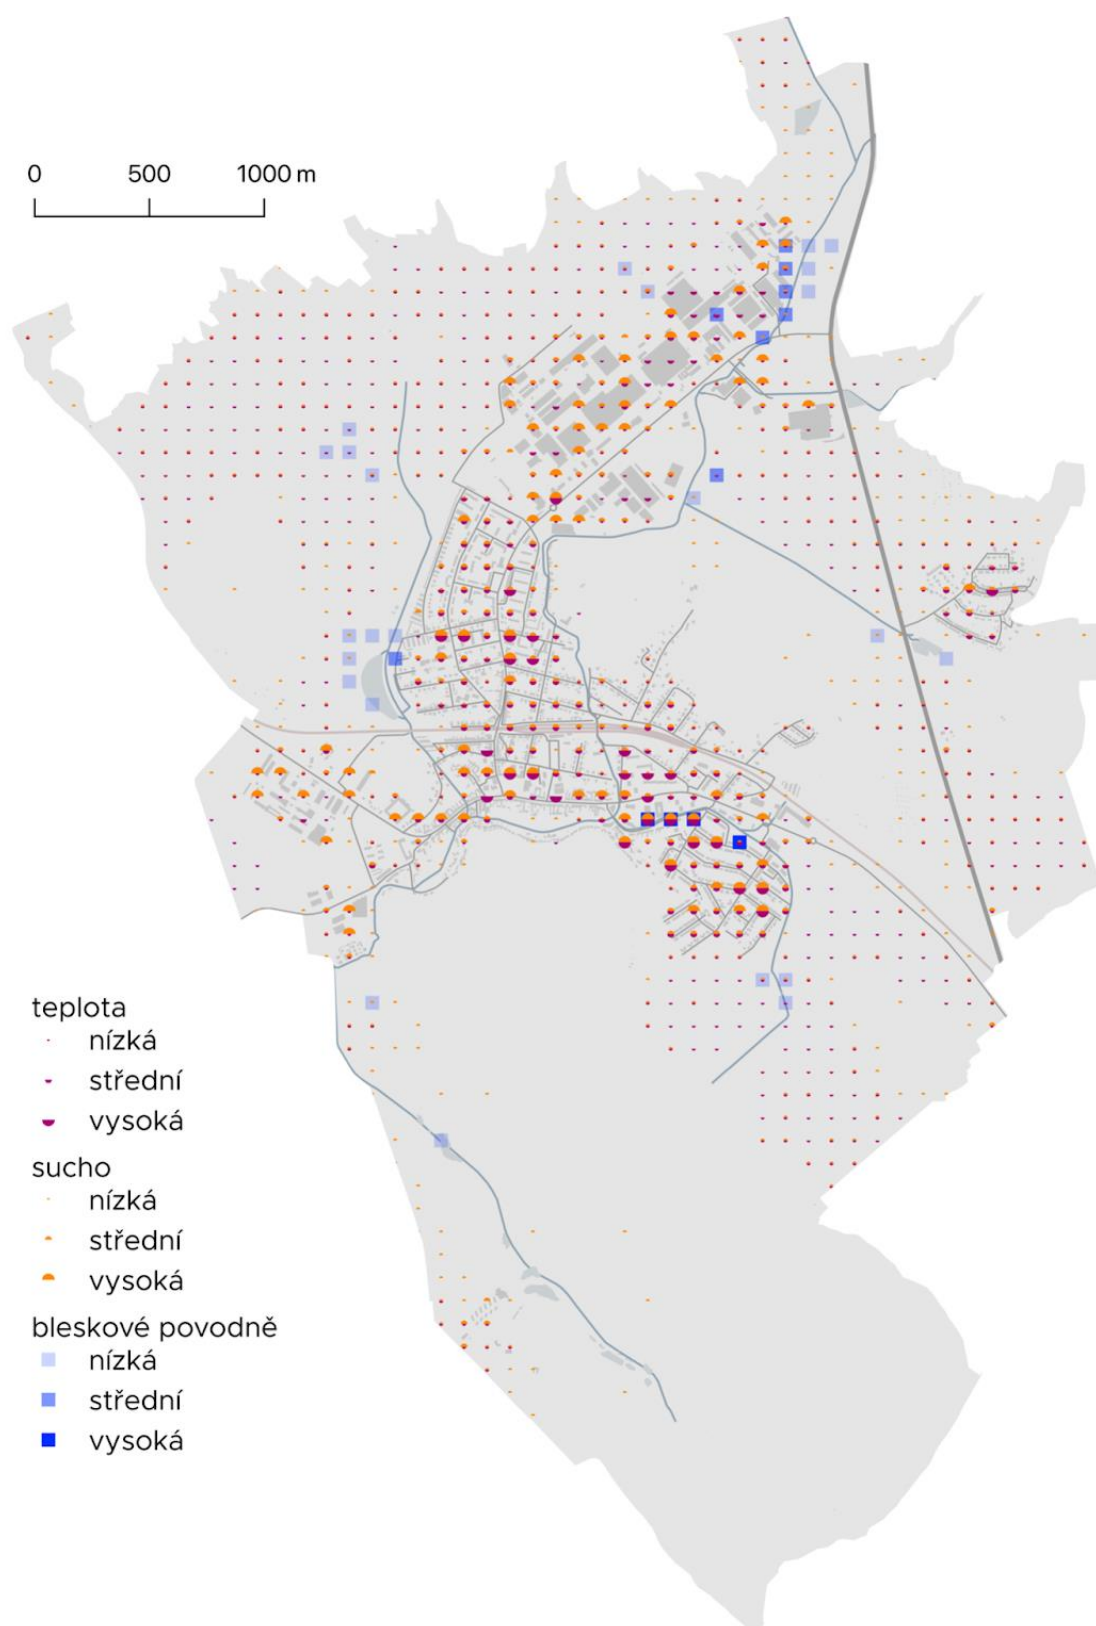 0 500 1000 m
teplota
nízká
střední
vysoká
sucho
nízká
střední
vysoká
bleskové povodně
nízká
střední
vysoká